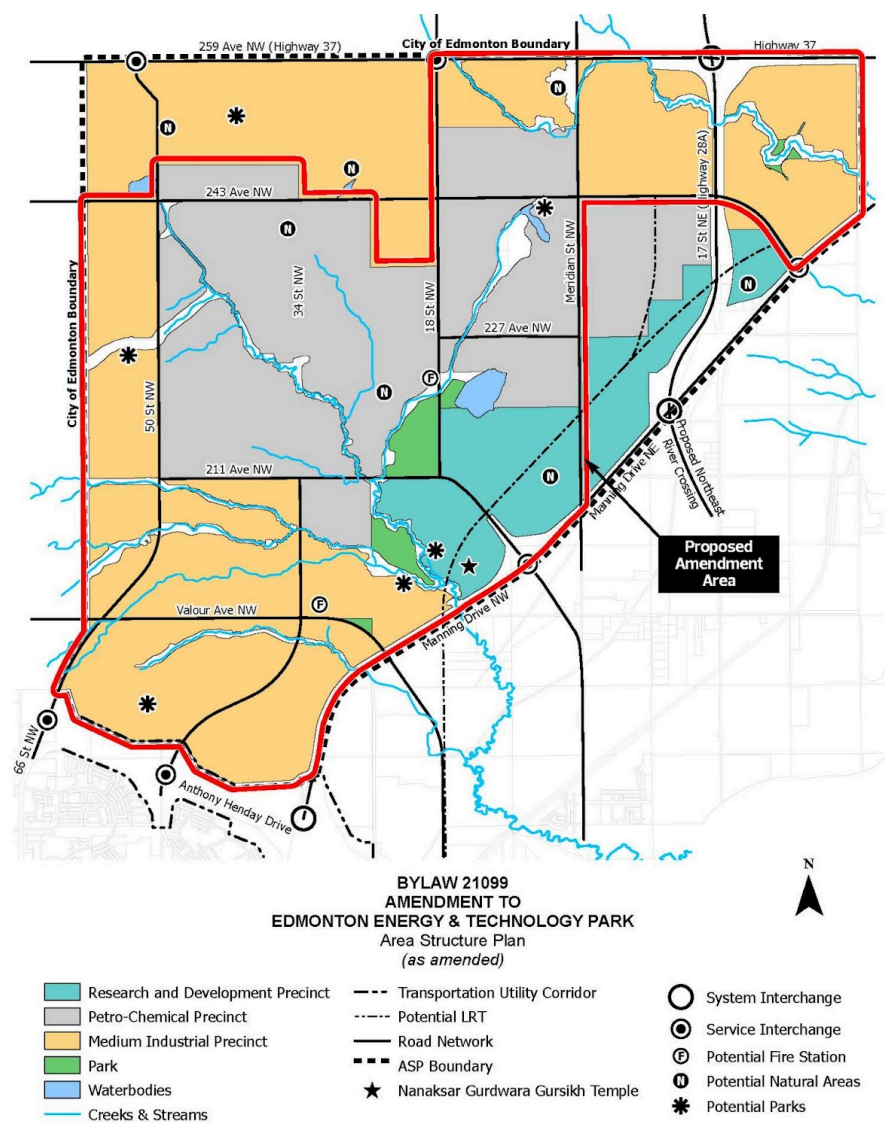 259 Ave NW (Highway 37)
City of Edmonton Boundary
Highway 37
N
N
N
243 Ave NW
17 St NE (Highway 28A)
City of Edmonton Boundary
N
34 St NW
18 St NW
Meridian St NW
N
227 Ave NW
50 St NW
F
N
211 Ave NW
N
Manning Drive NE
Proposed Northeast
River Crossing
Proposed
Amendment
Area
Valour Ave NW
F
Manning Drive NW
66 St NW
Anthony Henday Drive
N
BYLAW 21099
AMENDMENT TO
EDMONTON ENERGY & TECHNOLOGY PARK
Area Structure Plan
(as amended)
Research and Development Precinct
Petro-Chemical Precinct
Medium Industrial Precinct
Park
Waterbodies
Creeks & Streams
Transportation Utility Corridor
Potential LRT
Road Network
ASP Boundary
Nanaksar Gurdwara Gursikh Temple
System Interchange
Service Interchange
F Potential Fire Station
N Potential Natural Areas
Potential Parks